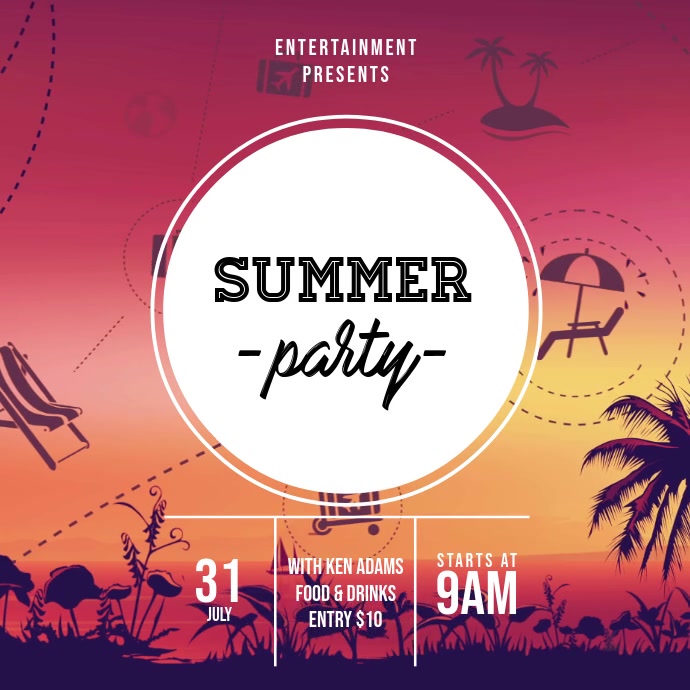 ENTERTAINMENT
PRESENTS
SUMMER
-party-
31
JULY
WITH KEN ADAMS
FOOD & DRINKS
ENTRY $10
STARTS AT
9AM